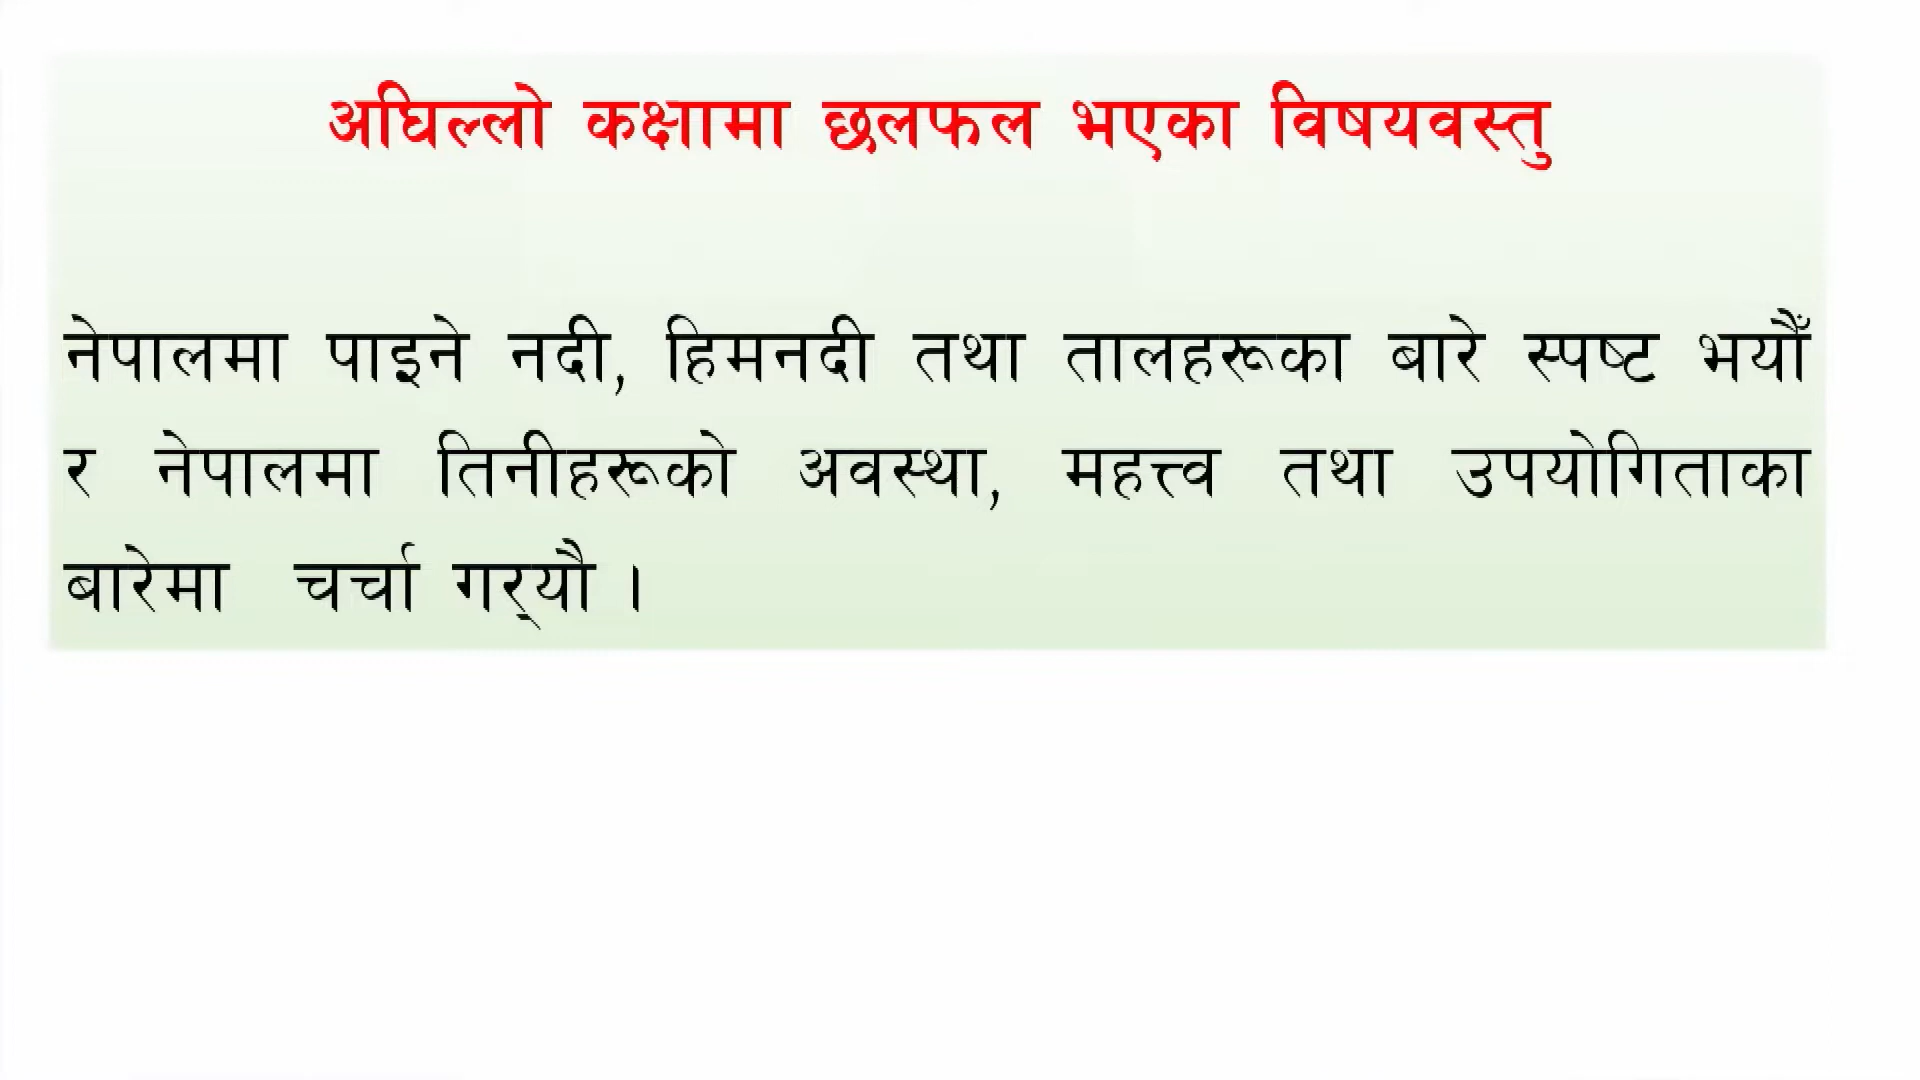 अघिल्लो कक्षामा छलफल भएका विषयवस्तु
नेपालमा पाइने नदी, हिमनदी तथा तालहरूका बारे स्पष्ट भयौँ
र नेपालमा तिनीहरूको अवस्था, महत्त्व तथा उपयोगिताका
बारेमा चर्चा गर्‌यौ ।